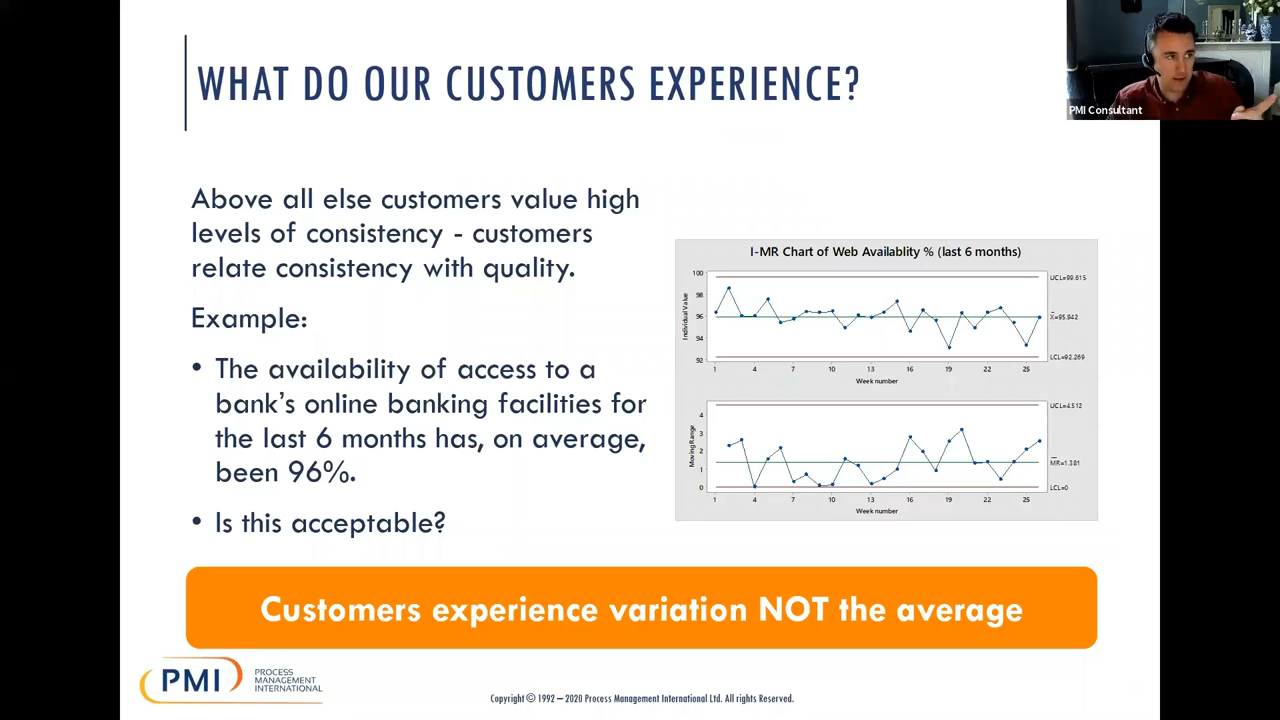 WHAT DO OUR CUSTOMERS EXPERIENCE?
PMI Consultant
Above all else customers value high
levels of consistency - customers
relate consistency with quality.
Example:
• The availability of access to a
bank's online banking facilities for
the last 6 months has, on average,
been 96%.
• Is this acceptable?
I-MR Chart of Web Availablity % (last 6 months)
Individual Value
100
98
96
94
92
UCL=99.615
X=95.942
LCL=92.269
1 4 7 10 13 16 19 22 25
Week number
Moving Range
4
3
2
1
0
UCL=4.512
MR=1.381
LCL=0
1 4 7 10 13 16 19 22 25
Week number
Customers experience variation NOT the average
PMI
PROCESS
MANAGEMENT
INTERNATIONAL
Copyright © 1992 – 2020 Process Management International Ltd. All rights Reserved.